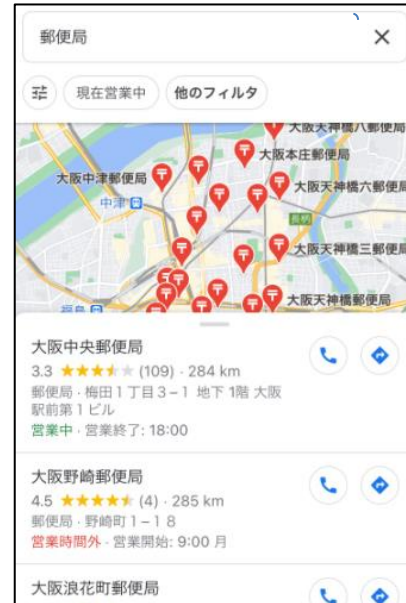 郵便局
現在営業中
他のフィルタ
大阪天神橋八郵便局
大阪本庄郵便局
大阪中津郵便局
中津
大阪天神橋六郵便局
長柄
大阪天神橋三郵便局
大阪天神橋郵便局
福島
大阪中央郵便局
3.3 (109) · 284 km
郵便局 · 梅田1丁目3−1 地下 1階 大阪
駅前第1ビル
営業中 · 営業終了: 18:00
大阪野崎郵便局
4.5 (4) · 285 km
郵便局 · 野崎町1−18
営業時間外 · 営業開始: 9:00 月
大阪浪花町郵便局